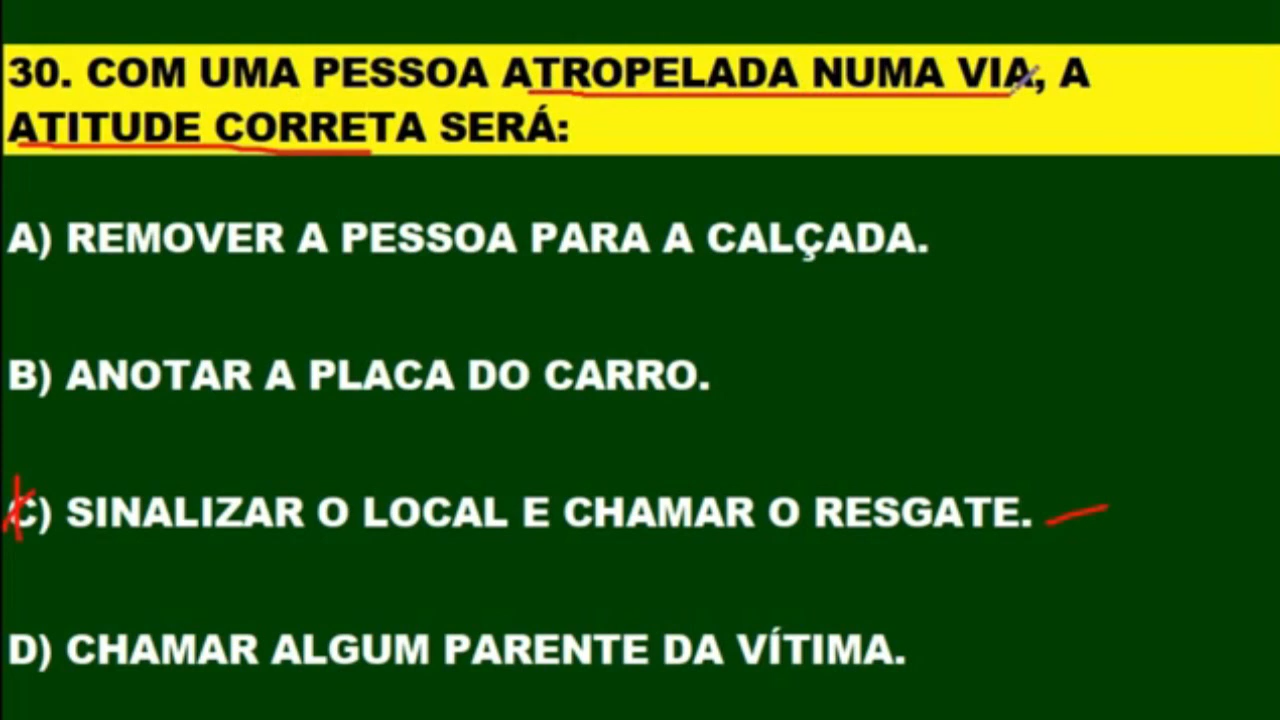 30. COM UMA PESSOA ATROPELADA NUMA VIA, A
ATITUDE CORRETA SERÁ:
A) REMOVER A PESSOA PARA A CALÇADA.
B) ANOTAR A PLACA DO CARRO.
C) SINALIZAR O LOCAL E CHAMAR O RESGATE.
D) CHAMAR ALGUM PARENTE DA VÍTIMA.